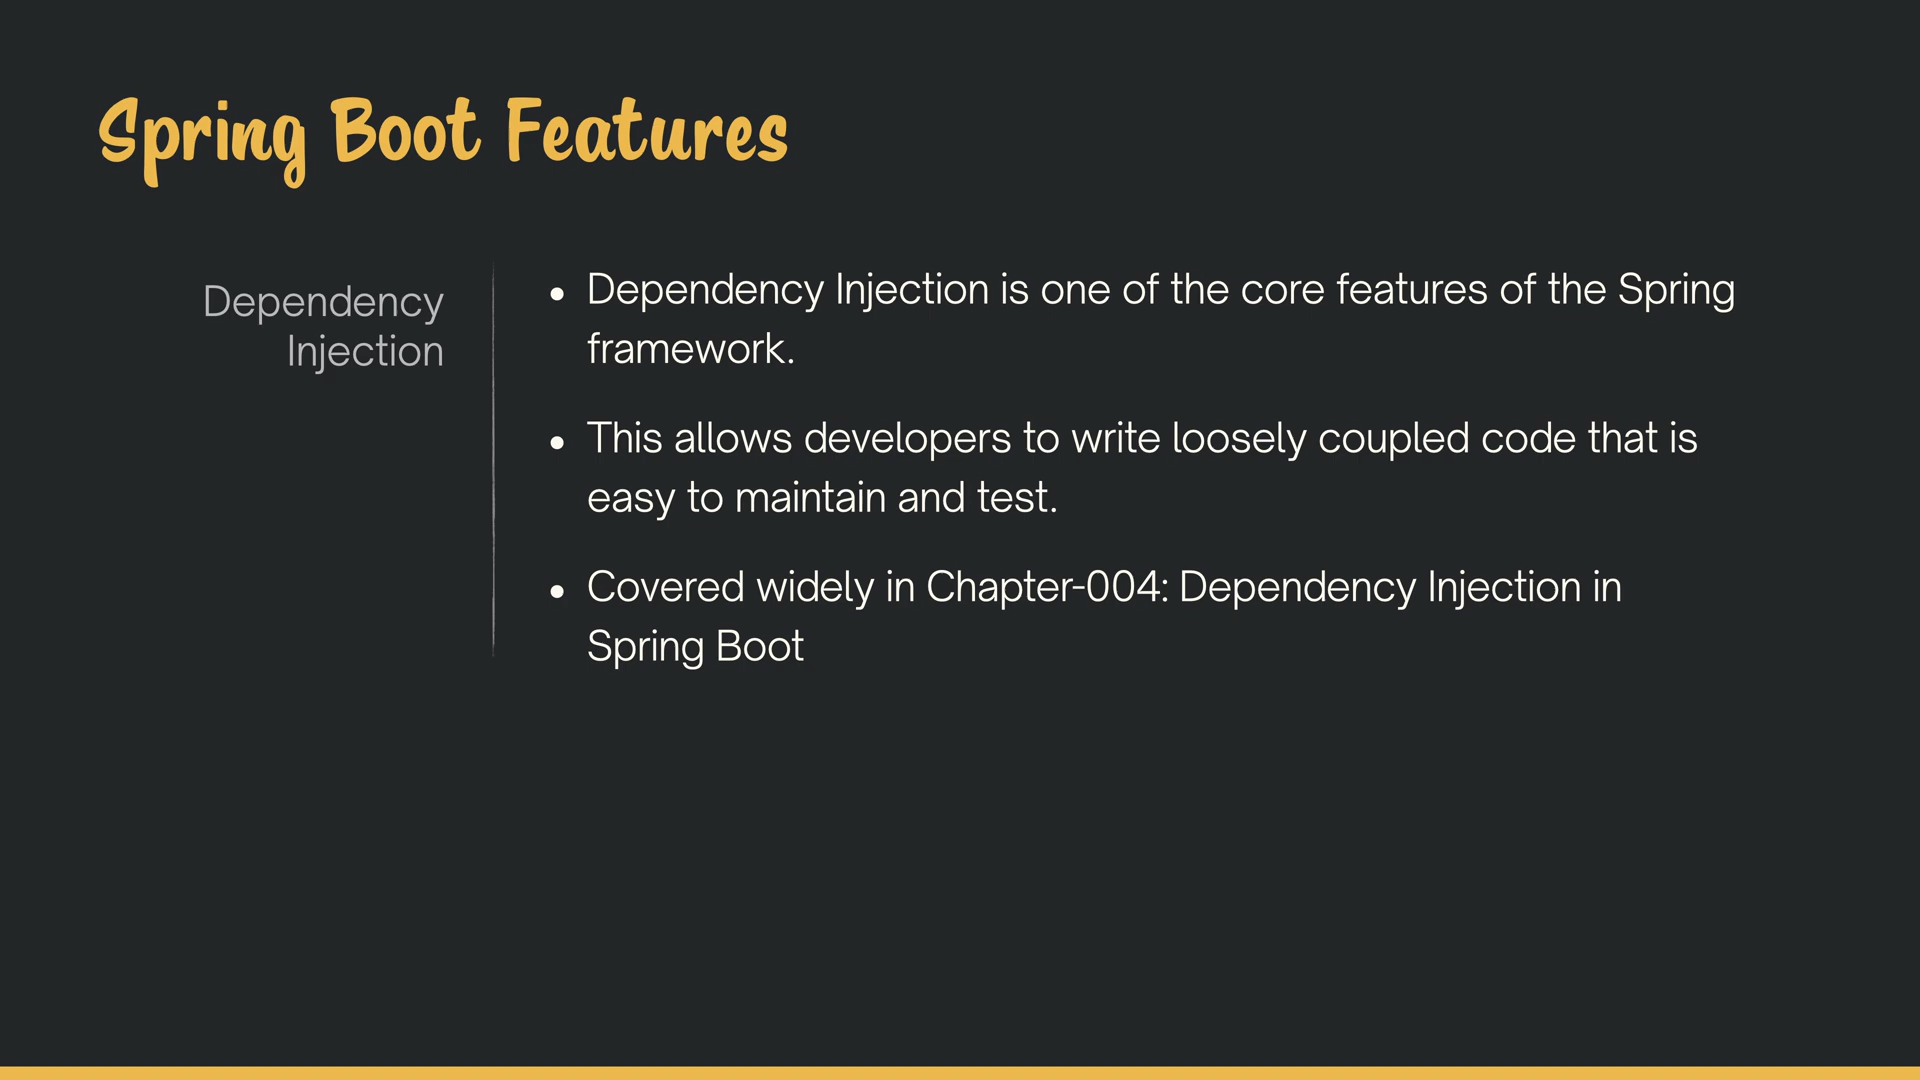 Spring Boot Features
Dependency
Injection
• Dependency Injection is one of the core features of the Spring
framework.
• This allows developers to write loosely coupled code that is
easy to maintain and test.
• Covered widely in Chapter-004: Dependency Injection in
Spring Boot